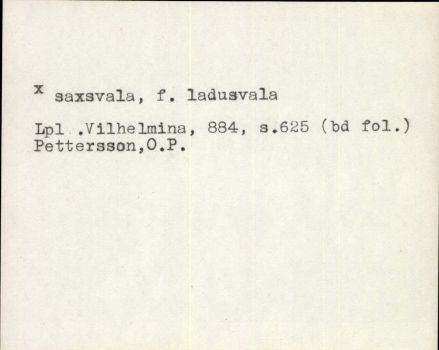 x saxsvala, f. ladusvala
Lpl .Vilhelmina, 884, s.625 (bd fol.)
Pettersson,O.P.